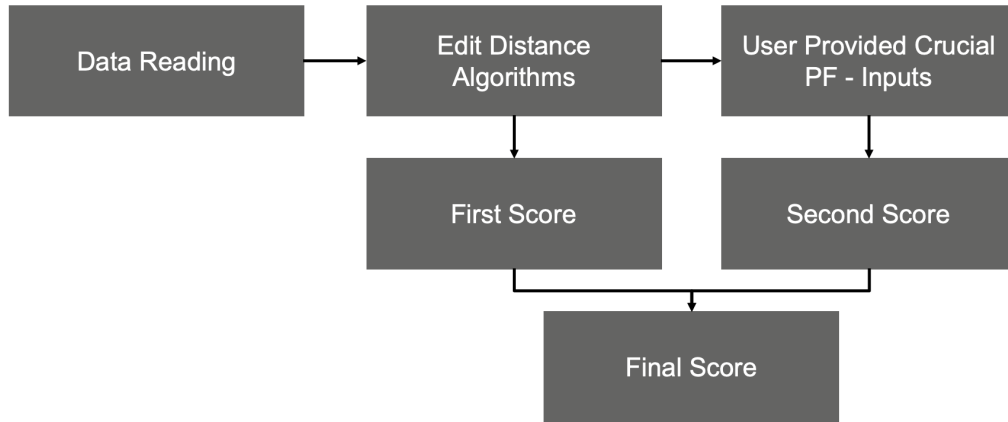 Data Reading
Edit Distance
Algorithms
User Provided Crucial
PF - Inputs
First Score
Second Score
Final Score